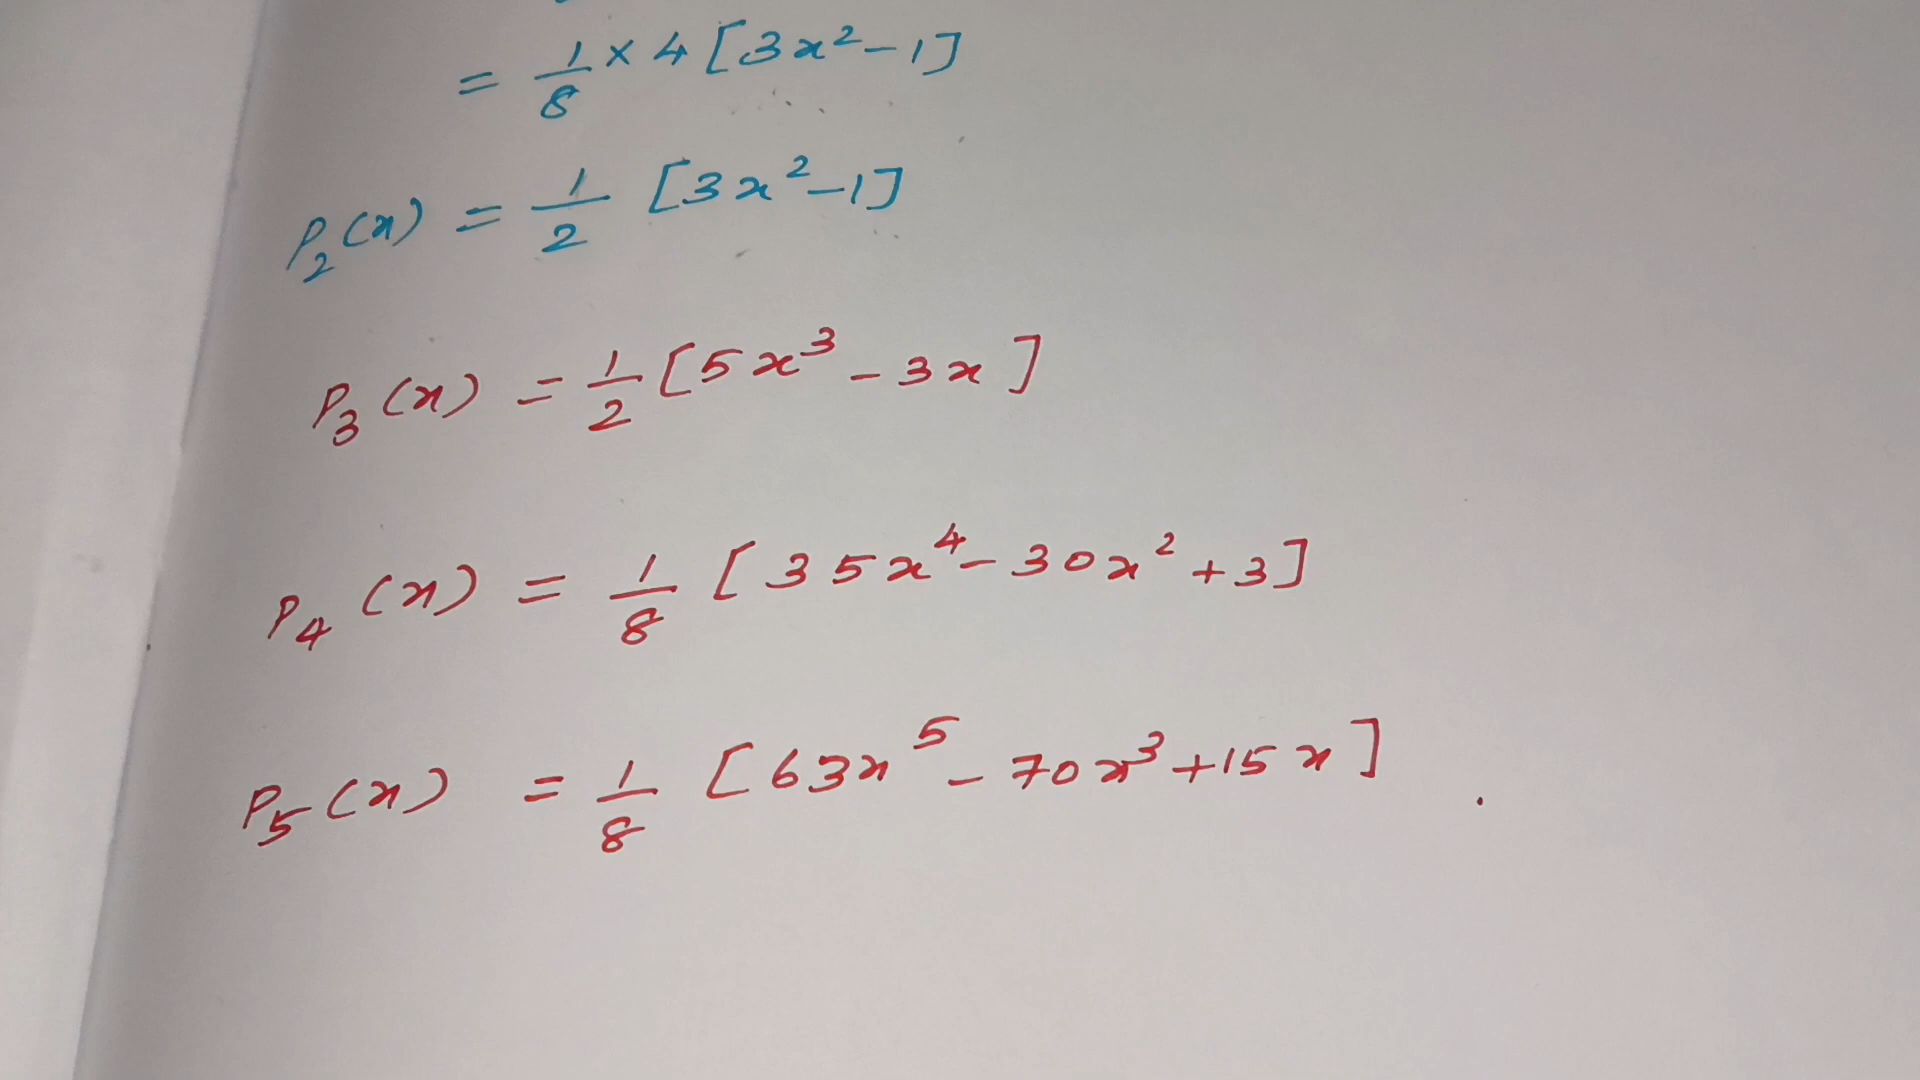 = 1/8 × 4 [3x² - 1]
P₂(x) = 1/2 [3x² - 1]
P₃(x) = 1/2 [5x³ - 3x]
P₄(x) = 1/8 [35x⁴ - 30x² + 3]
P₅(x) = 1/8 [63x⁵ - 70x³ + 15x] .